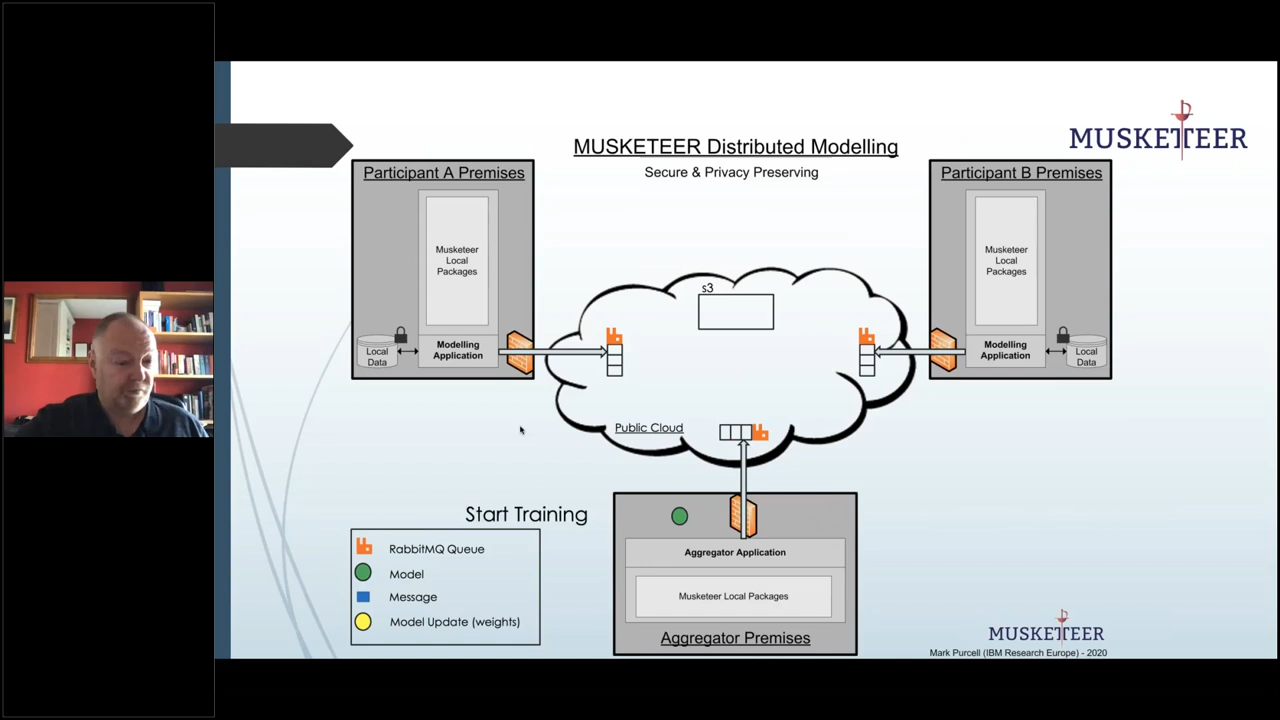 MUSKETEER Distributed Modelling
Secure & Privacy Preserving
MUSKETEER
Participant A Premises
Musketeer
Local
Packages
Local
Data
Modelling
Application
Participant B Premises
Musketeer
Local
Packages
Modelling
Application
Local
Data
s3
Public Cloud
Start Training
RabbitMQ Queue
Model
Message
Model Update (weights)
Aggregator Application
Musketeer Local Packages
Aggregator Premises
MUSKETEER
Mark Purcell (IBM Research Europe) - 2020